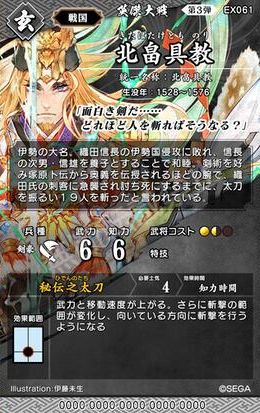 玄
戦国
英傑大戦
第3弾
EX061
きたばたけとものり
北畠具教
統一名称：北畠具教
生没年：1528~1576
「面白き剣だ……
どれほど人を斬ればそうなる？」
伊勢の大名。織田信長の伊勢国侵攻に敗れ、信長
の次男・信雄を養子とすることで和睦。剣術を好
み塚原卜伝から奥義を伝授されるほどの腕で、織
田氏の刺客に急襲され討ち死にするまでに、太刀
を振るい１９人を斬ったと言われている。
兵種
武力
知力
武将コスト
剣豪
6
6
特技
ひでんのたち
秘伝之太刀
必要士気
4
効果時間
知力時間
効果範囲
武力と移動速度が上がる。さらに斬撃の範
囲が変化し、向いている方向に斬撃を行う
ようになる
Illustration:伊藤未生
©SEGA
0000-0000-0000-0000-0000